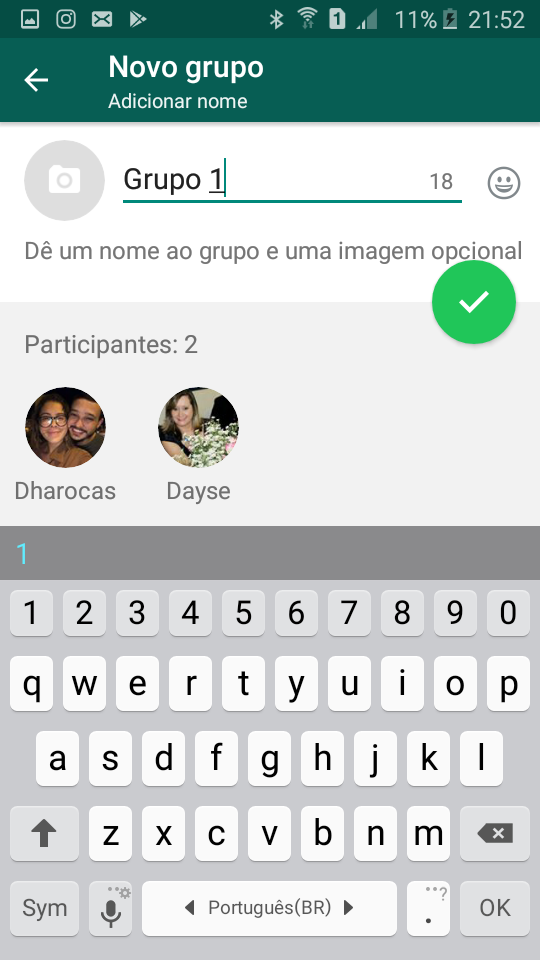 11% 21:52
Novo grupo
Adicionar nome
Grupo 1 18
Dê um nome ao grupo e uma imagem opcional
Participantes: 2
Dharocas Dayse
1
1 2 3 4 5 6 7 8 9 0
q w e r t y u i o p
a s d f g h j k l
z x c v b n m
Sym Português(BR) . ...? OK